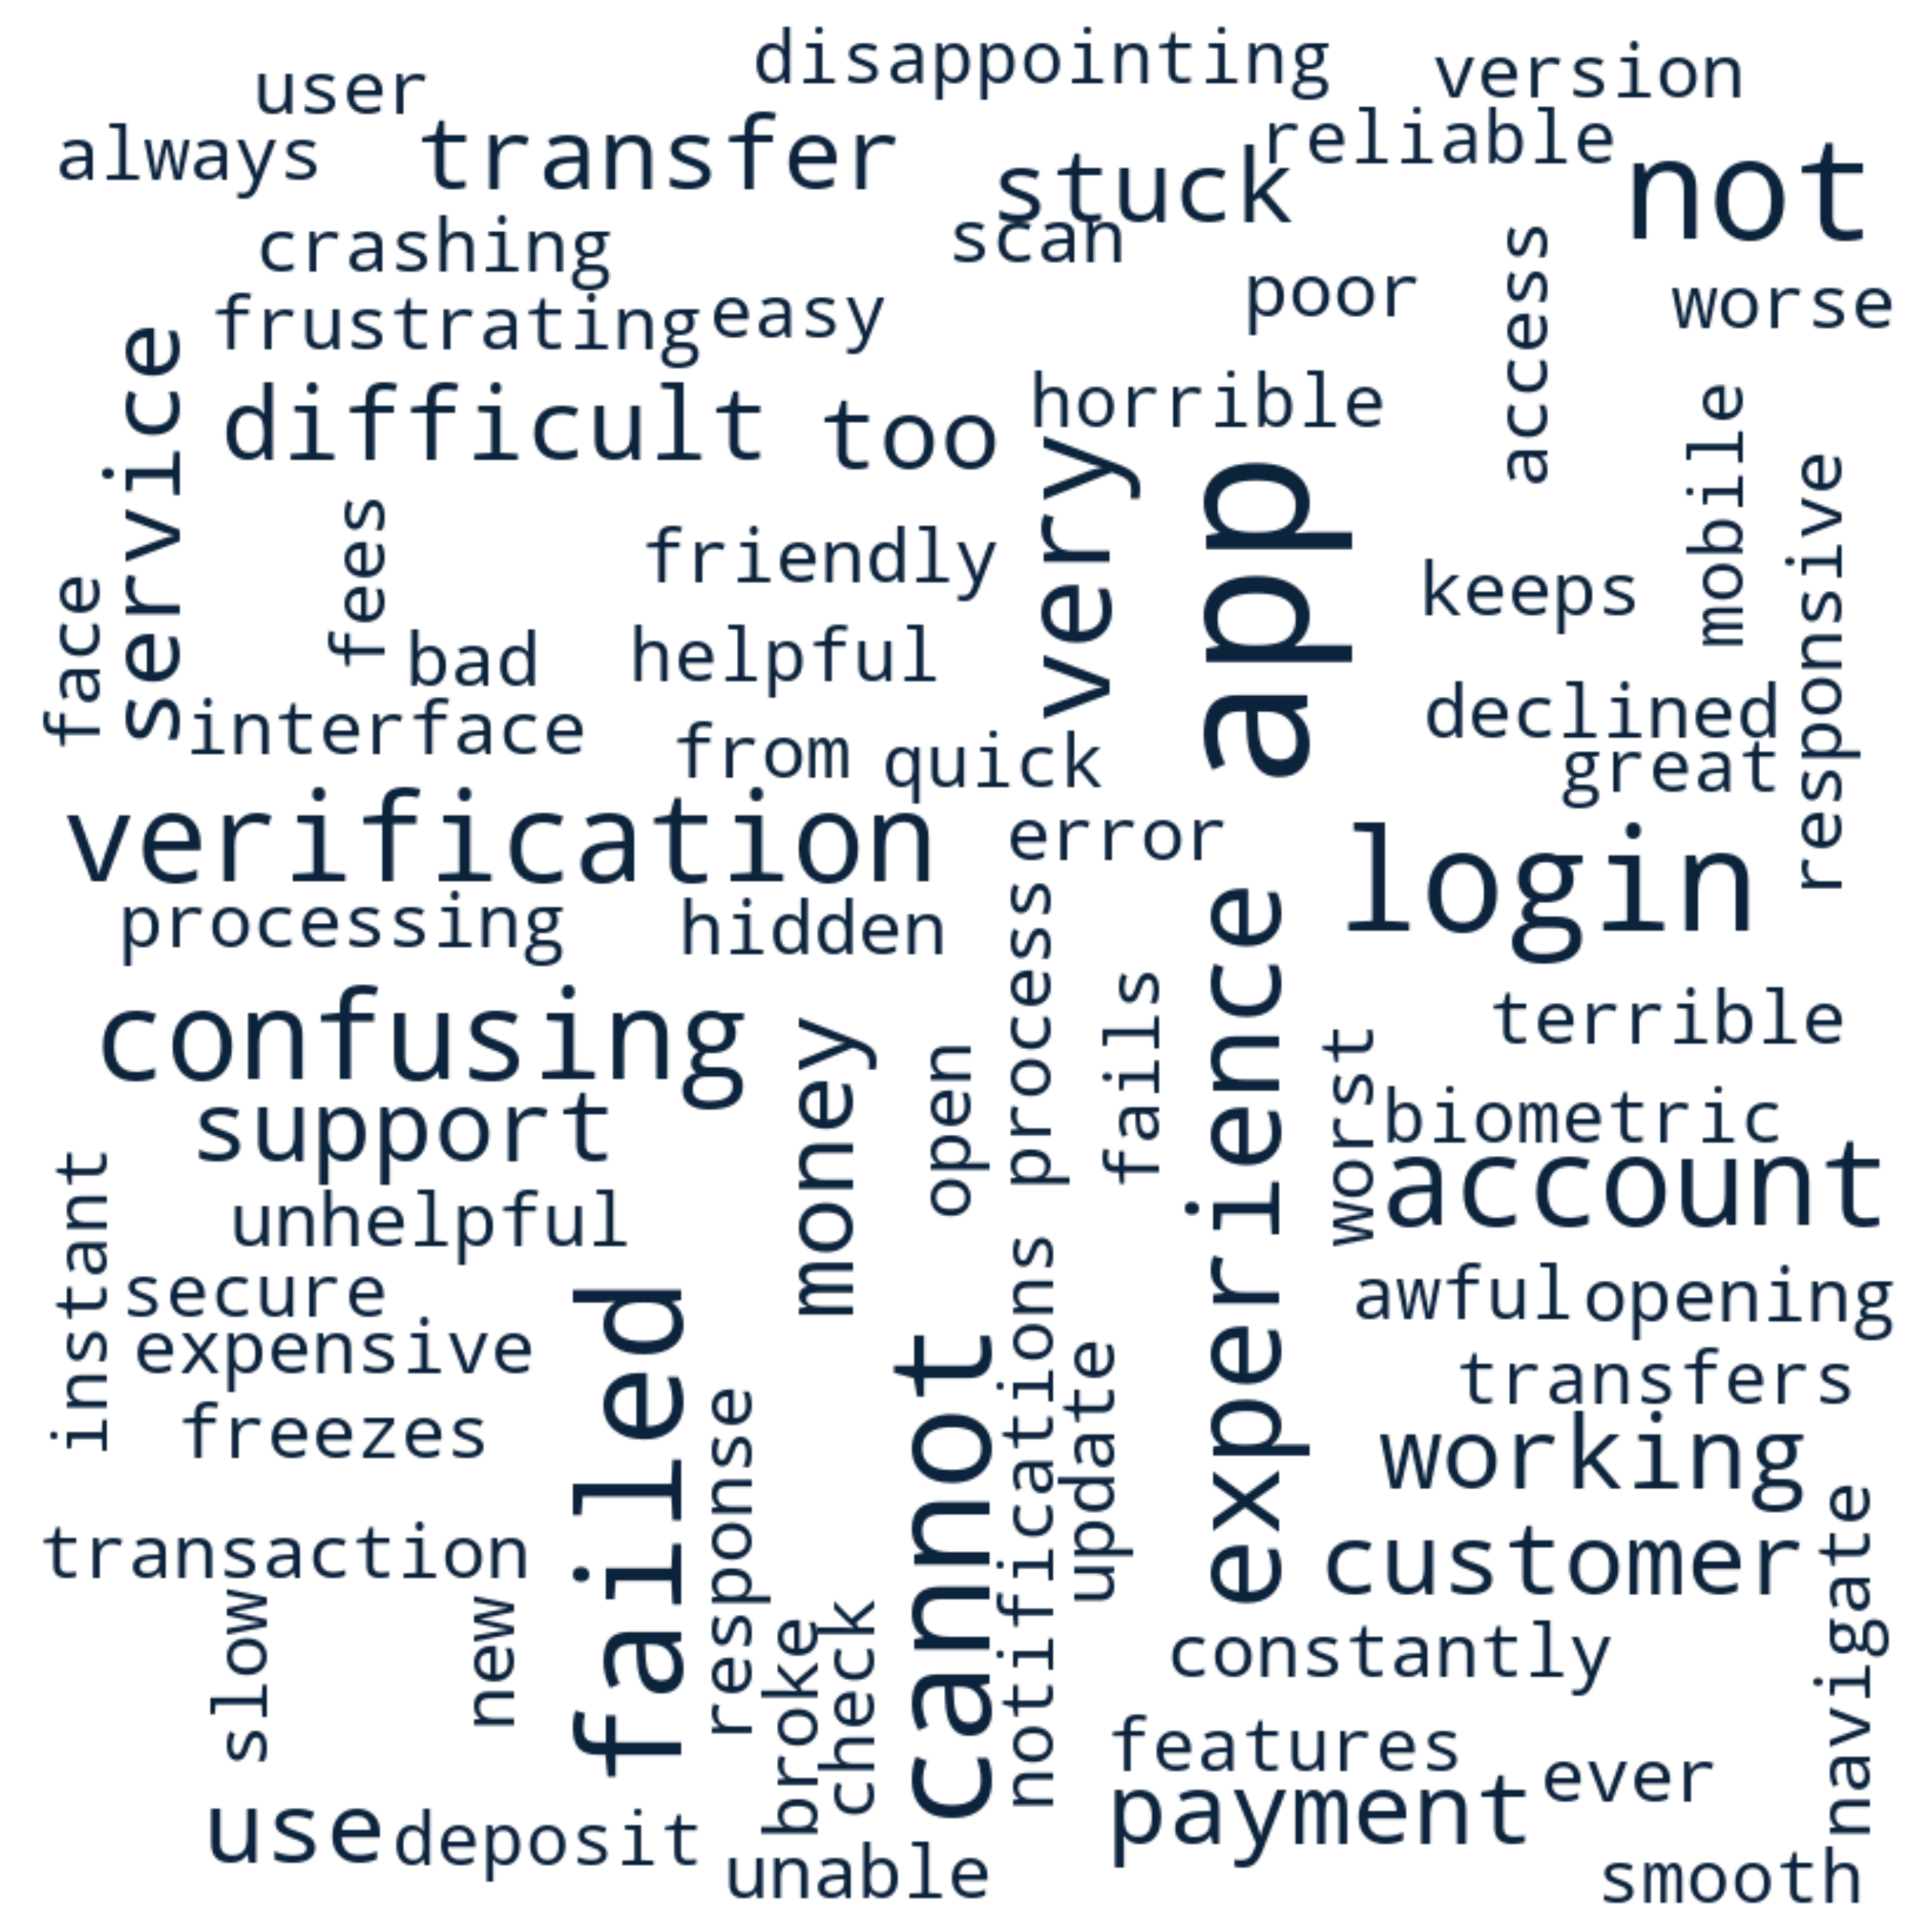 disappointing
version
user
always
transfer
reliable
stuck
not
crashing
scan
access
poor
worse
frustrating
easy
service
difficult
too
horrible
very
app
mobile
responsive
fees
friendly
keeps
face
bad
helpful
declined
interface
from
quick
great
verification
error
login
processing
hidden
process
experience
terrible
confusing
money
open
fails
worst
biometric
support
account
instant
unhelpful
secure
failed
notifications
awful
opening
expensive
cannot
update
transfers
freezes
response
working
transaction
customer
navigate
slow
new
broke
check
constantly
features
ever
payment
use
deposit
unable
smooth